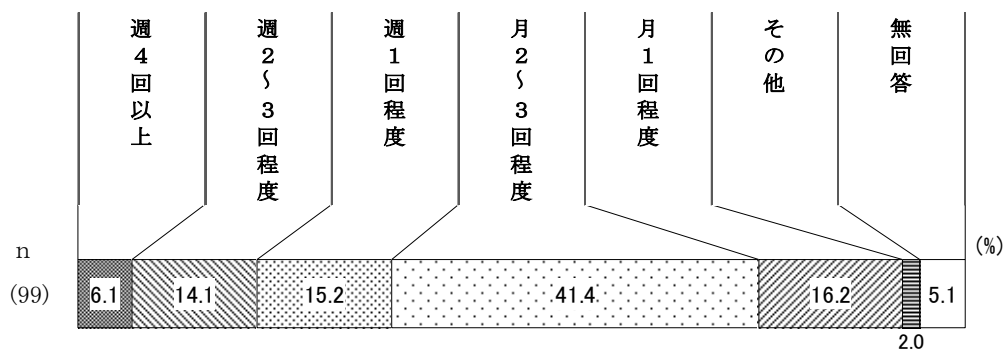 週4回以上
週2～3回程度
週1回程度
月2～3回程度
月1回程度
その他
無回答
(%)
n
(99)
6.1
14.1
15.2
41.4
16.2
5.1
2.0